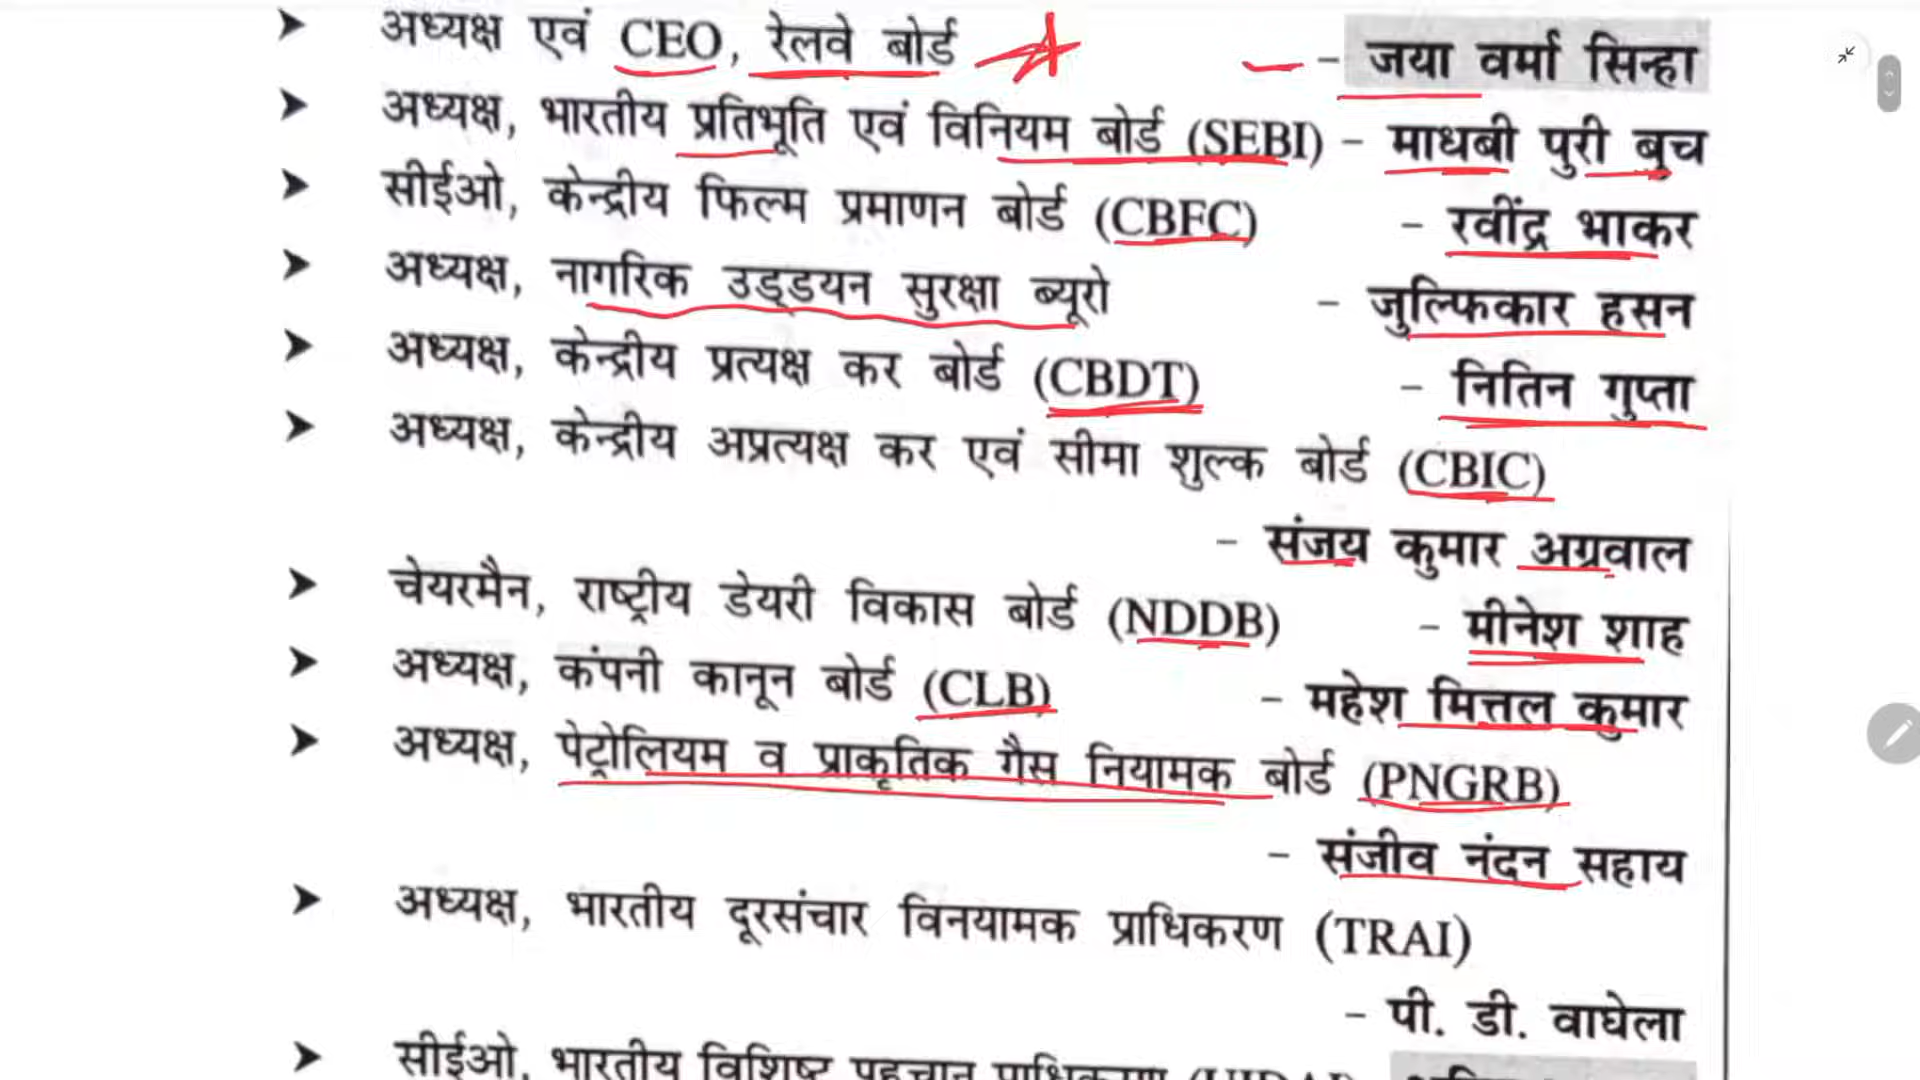 ➤ अध्यक्ष एवं CEO, रेलवे बोर्ड – जया वर्मा सिन्हा
➤ अध्यक्ष, भारतीय प्रतिभूति एवं विनियम बोर्ड (SEBI) – माधबी पुरी बुच
➤ सीईओ, केन्द्रीय फिल्म प्रमाणन बोर्ड (CBFC) – रवींद्र भाकर
➤ अध्यक्ष, नागरिक उड्डयन सुरक्षा ब्यूरो – जुल्फिकार हसन
➤ अध्यक्ष, केन्द्रीय प्रत्यक्ष कर बोर्ड (CBDT) – नितिन गुप्ता
➤ अध्यक्ष, केन्द्रीय अप्रत्यक्ष कर एवं सीमा शुल्क बोर्ड (CBIC)
– संजय कुमार अग्रवाल
➤ चेयरमैन, राष्ट्रीय डेयरी विकास बोर्ड (NDDB) – मीनेश शाह
➤ अध्यक्ष, कंपनी कानून बोर्ड (CLB) – महेश मित्तल कुमार
➤ अध्यक्ष, पेट्रोलियम व प्राकृतिक गैस नियामक बोर्ड (PNGRB)
– संजीव नंदन सहाय
➤ अध्यक्ष, भारतीय दूरसंचार विनयामक प्राधिकरण (TRAI)
– पी. डी. वाघेला
➤ सीईओ, भारतीय विशिष्ट पहचान प्राधिकरण